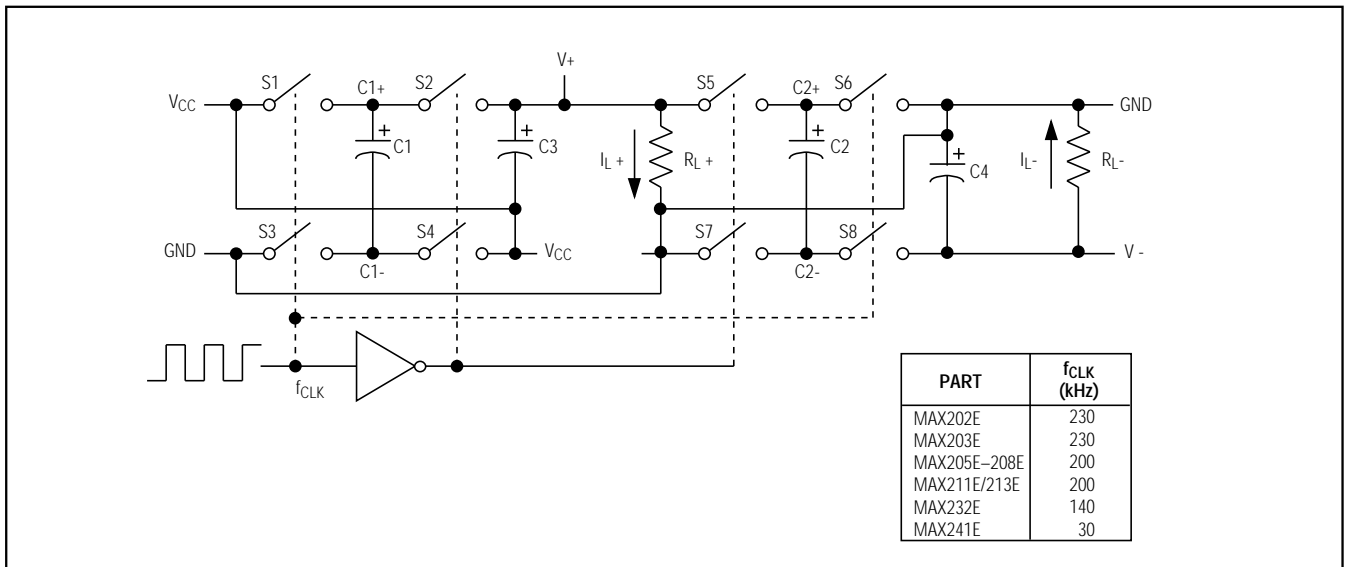 V+
S1 C1+ S2 S5 C2+ S6
VCC GND
+ + + +
C1 C3 IL + RL + C2 C4 IL- RL-
S3 S4 S7 S8
GND C1- VCC C2- V -
fCLK
PART fCLK (kHz)
MAX202E 230
MAX203E 230
MAX205E–208E 200
MAX211E/213E 200
MAX232E 140
MAX241E 30